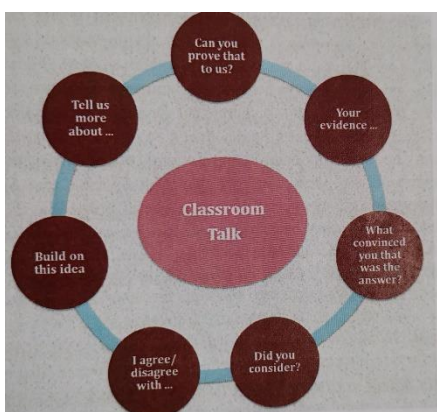 Can you
prove that
to us?
Your
evidence ...
What
convinced
you that
was the
answer?
Did you
consider?
I agree/
disagree
with ...
Build on
this idea
Tell us
more
about ...
Classroom
Talk